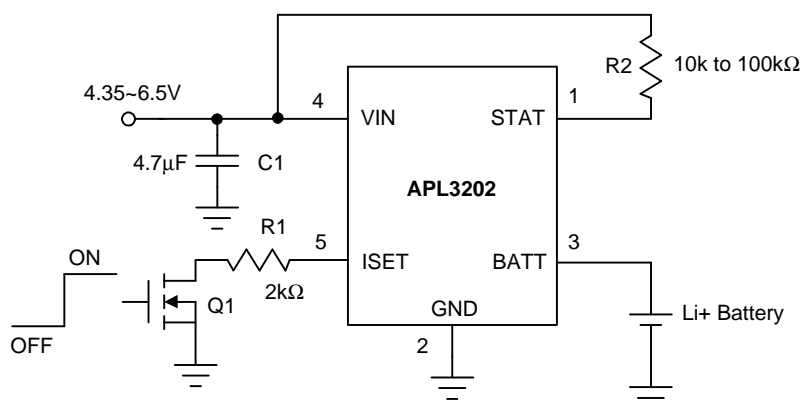 R2
10k to 100kΩ
4.35~6.5V
4
VIN
STAT
1
4.7μF
C1
APL3202
R1
ON
5
ISET
BATT
3
2kΩ
Q1
GND
Li+ Battery
OFF
2